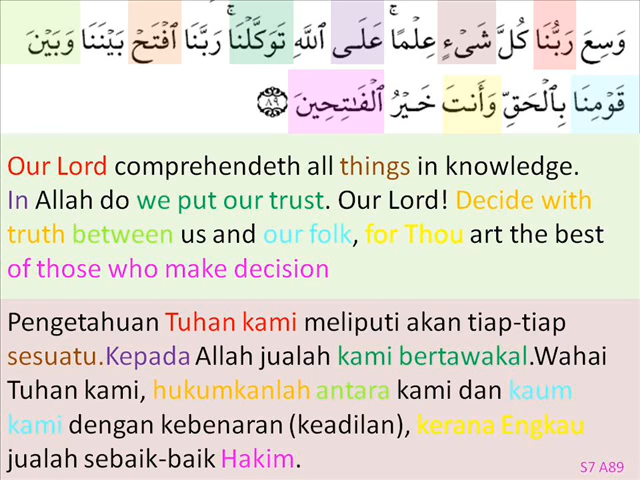 وَسِعَ رَبُّنَا كُلَّ شَىْءٍ عِلْمًا ۚ عَلَى ٱللَّهِ تَوَكَّلْنَا ۚ رَبَّنَا ٱفْتَحْ بَيْنَنَا وَبَيْنَ
قَوْمِنَا بِٱلْحَقِّ وَأَنتَ خَيْرُ ٱلْفَـٰتِحِينَ ٨٩
Our Lord comprehendeth all things in knowledge.
In Allah do we put our trust. Our Lord! Decide with
truth between us and our folk, for Thou art the best
of those who make decision
Pengetahuan Tuhan kami meliputi akan tiap-tiap
sesuatu.Kepada Allah jualah kami bertawakal.Wahai
Tuhan kami, hukumkanlah antara kami dan kaum
kami dengan kebenaran (keadilan), kerana Engkau
jualah sebaik-baik Hakim.
S7 A89